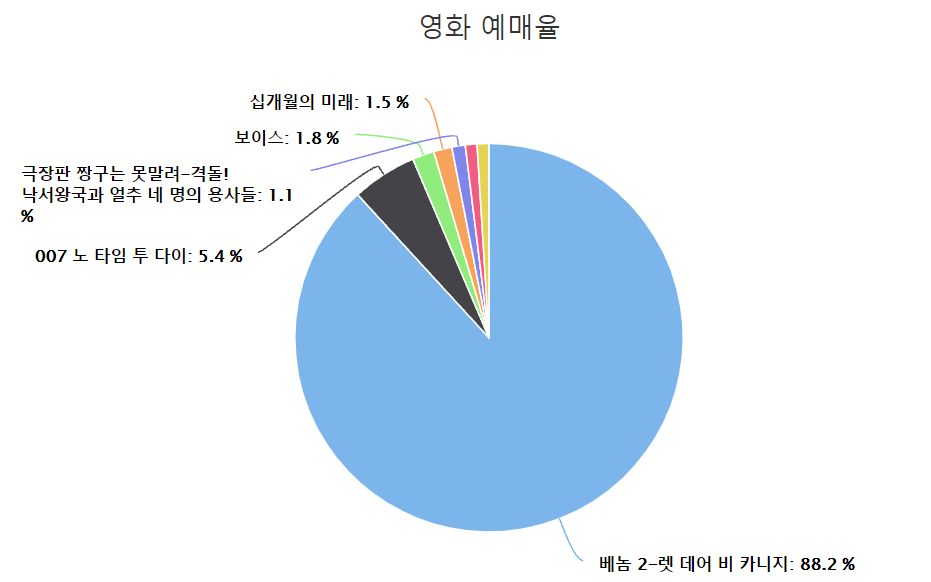 영화 예매율
십개월의 미래: 1.5 %
보이스: 1.8 %
극장판 짱구는 못말려-격돌!
낙서왕국과 얼추 네 명의 용사들: 1.1
%
007 노 타임 투 다이: 5.4 %
베놈 2-렛 데어 비 카니지: 88.2 %